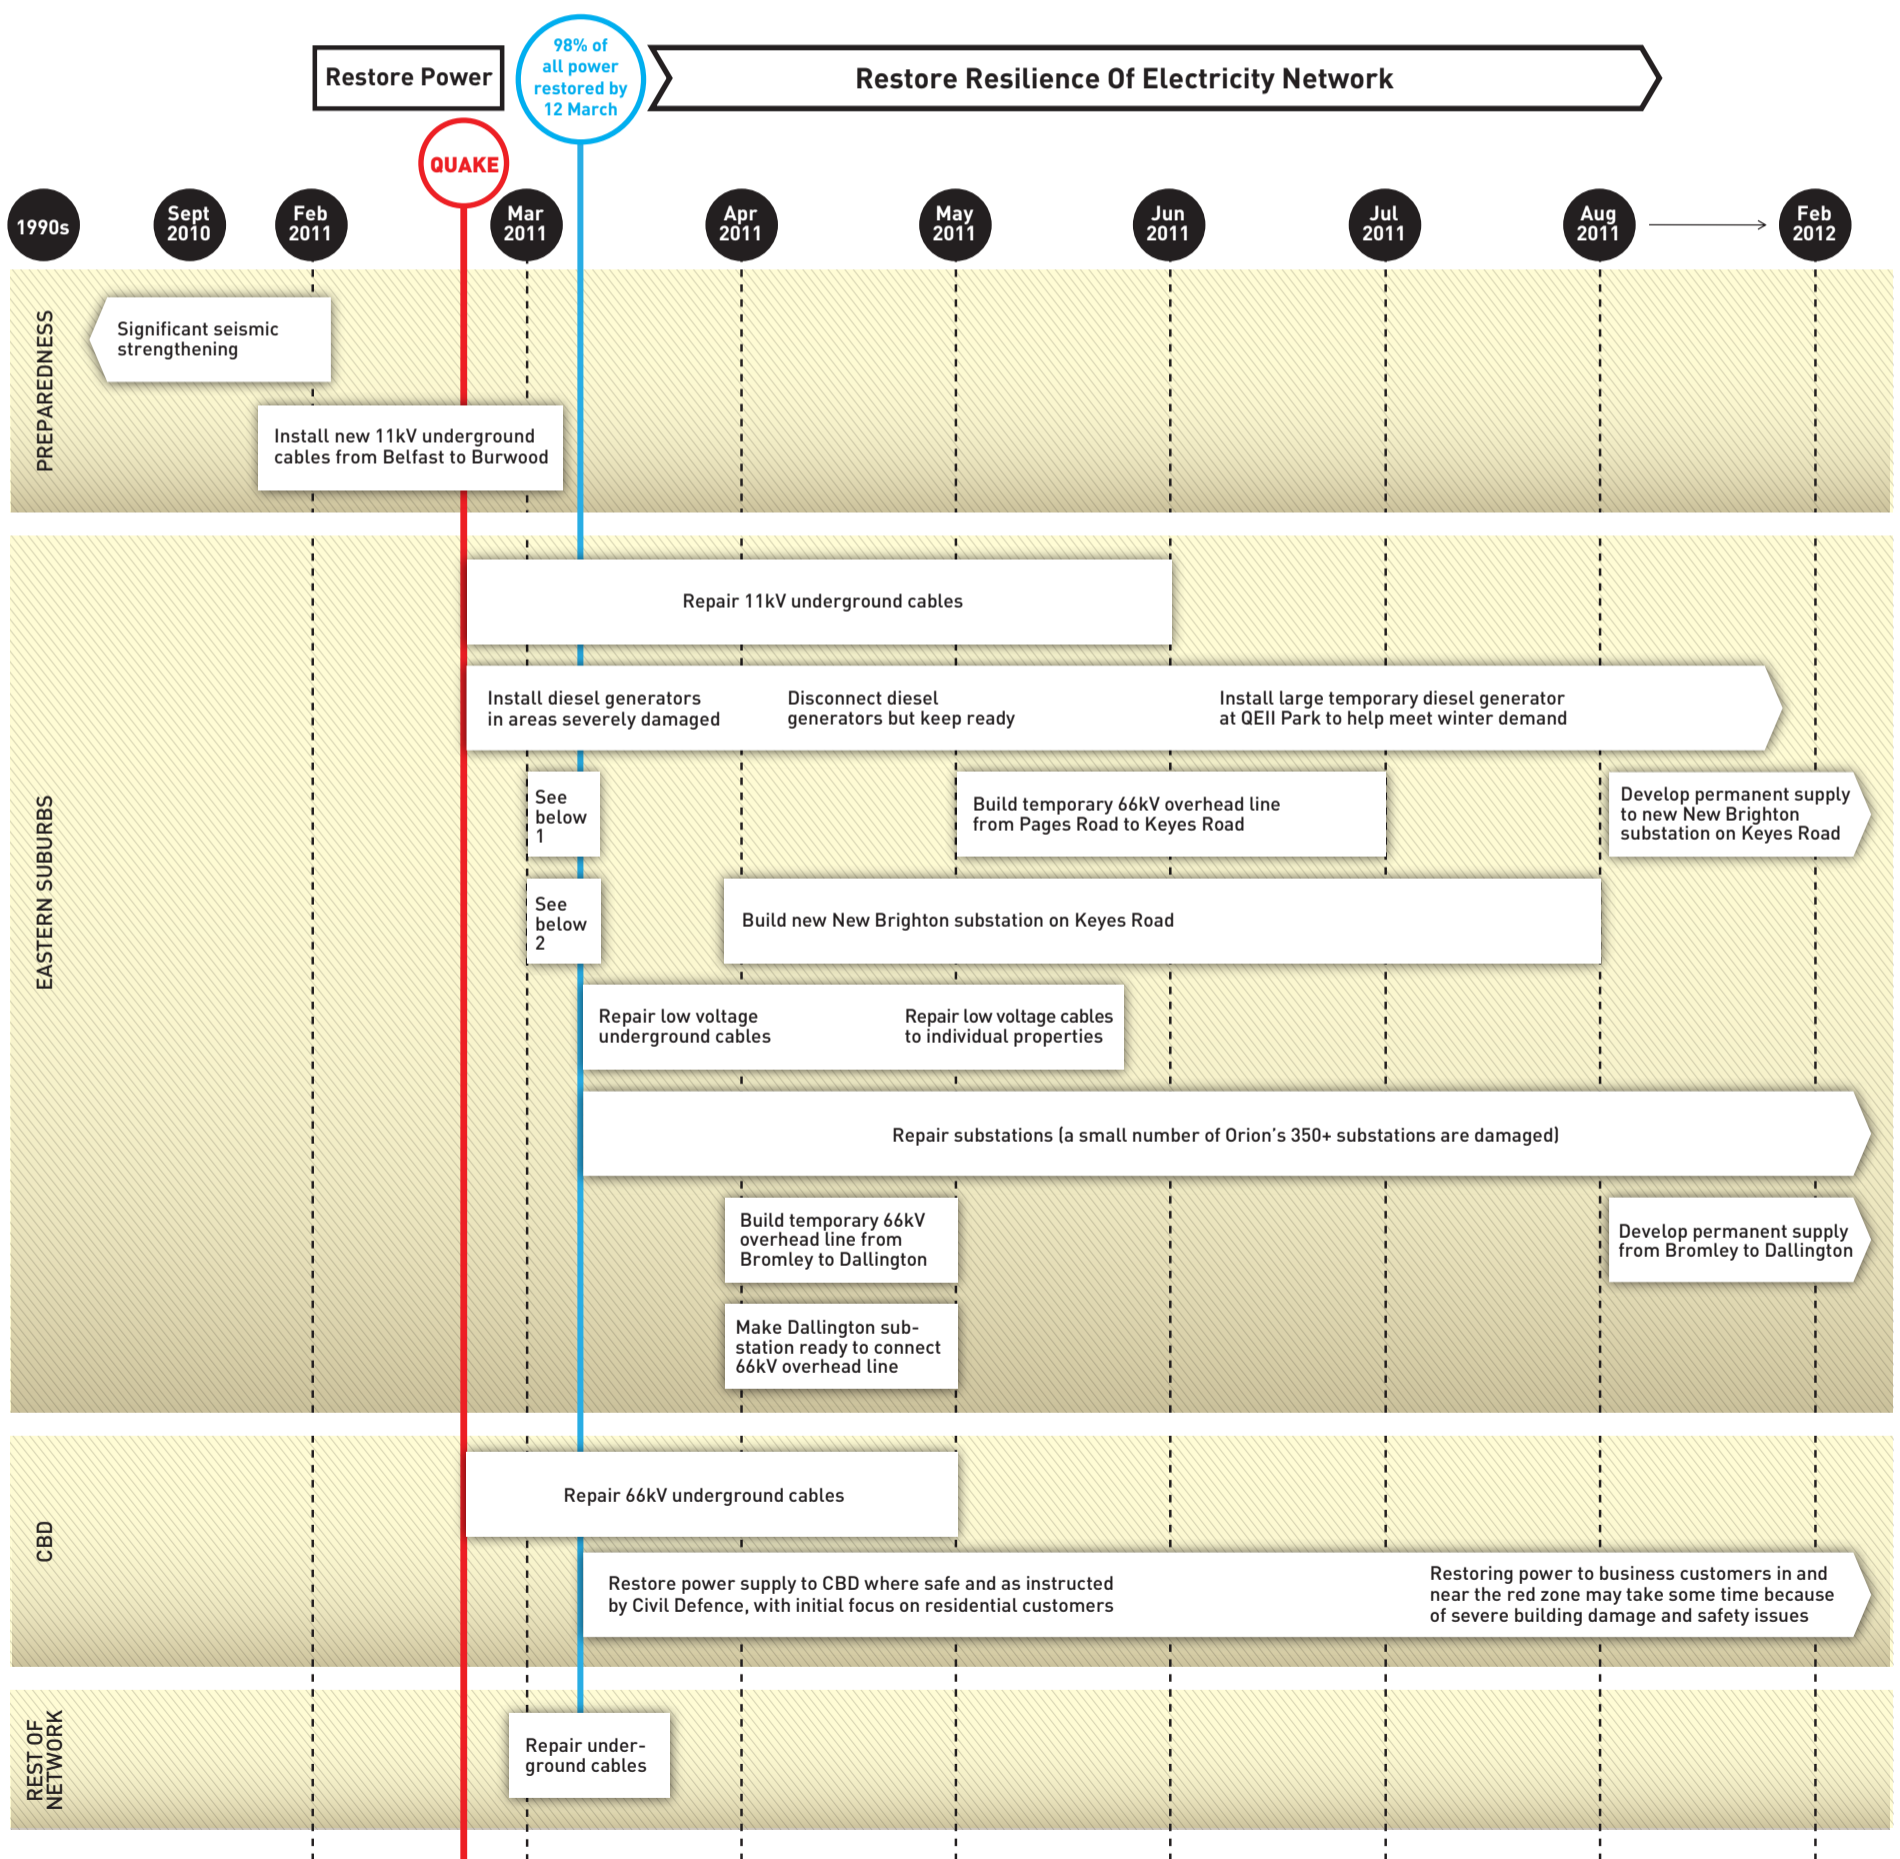 98% of
all power
restored by
12 March
Restore Power
Restore Resilience Of Electricity Network
QUAKE
1990s
Sept
2010
Feb
2011
Mar
2011
Apr
2011
May
2011
Jun
2011
Jul
2011
Aug
2011
Feb
2012
PREPAREDNESS
Significant seismic
strengthening
Install new 11kV underground
cables from Belfast to Burwood
EASTERN SUBURBS
Repair 11kV underground cables
Install diesel generators
in areas severely damaged
Disconnect diesel
generators but keep ready
Install large temporary diesel generator
at QEII Park to help meet winter demand
See
below
1
Build temporary 66kV overhead line
from Pages Road to Keyes Road
Develop permanent supply
to new New Brighton
substation on Keyes Road
See
below
2
Build new New Brighton substation on Keyes Road
Repair low voltage
underground cables
Repair low voltage cables
to individual properties
Repair substations (a small number of Orion's 350+ substations are damaged)
Build temporary 66kV
overhead line from
Bromley to Dallington
Develop permanent supply
from Bromley to Dallington
Make Dallington sub-
station ready to connect
66kV overhead line
CBD
Repair 66kV underground cables
Restore power supply to CBD where safe and as instructed
by Civil Defence, with initial focus on residential customers
Restoring power to business customers in and
near the red zone may take some time because
of severe building damage and safety issues
REST OF
NETWORK
Repair under-
ground cables